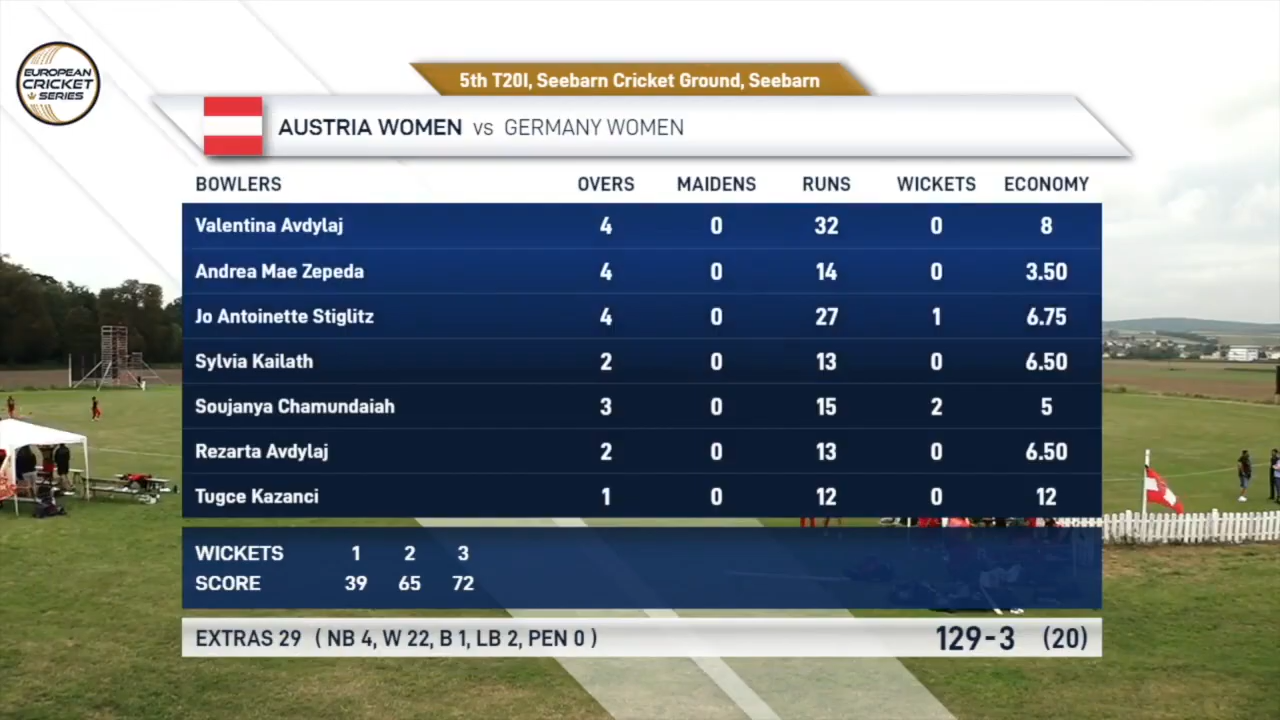 EUROPEAN
CRICKET
SERIES
5th T20I, Seebarn Cricket Ground, Seebarn
AUSTRIA WOMEN vs GERMANY WOMEN
BOWLERS OVERS MAIDENS RUNS WICKETS ECONOMY
Valentina Avdylaj 4 0 32 0 8
Andrea Mae Zepeda 4 0 14 0 3.50
Jo Antoinette Stiglitz 4 0 27 1 6.75
Sylvia Kailath 2 0 13 0 6.50
Soujanya Chamundaiah 3 0 15 2 5
Rezarta Avdylaj 2 0 13 0 6.50
Tugce Kazanci 1 0 12 0 12
WICKETS 1 2 3
SCORE 39 65 72
EXTRAS 29 ( NB 4, W 22, B 1, LB 2, PEN 0 ) 129-3 (20)